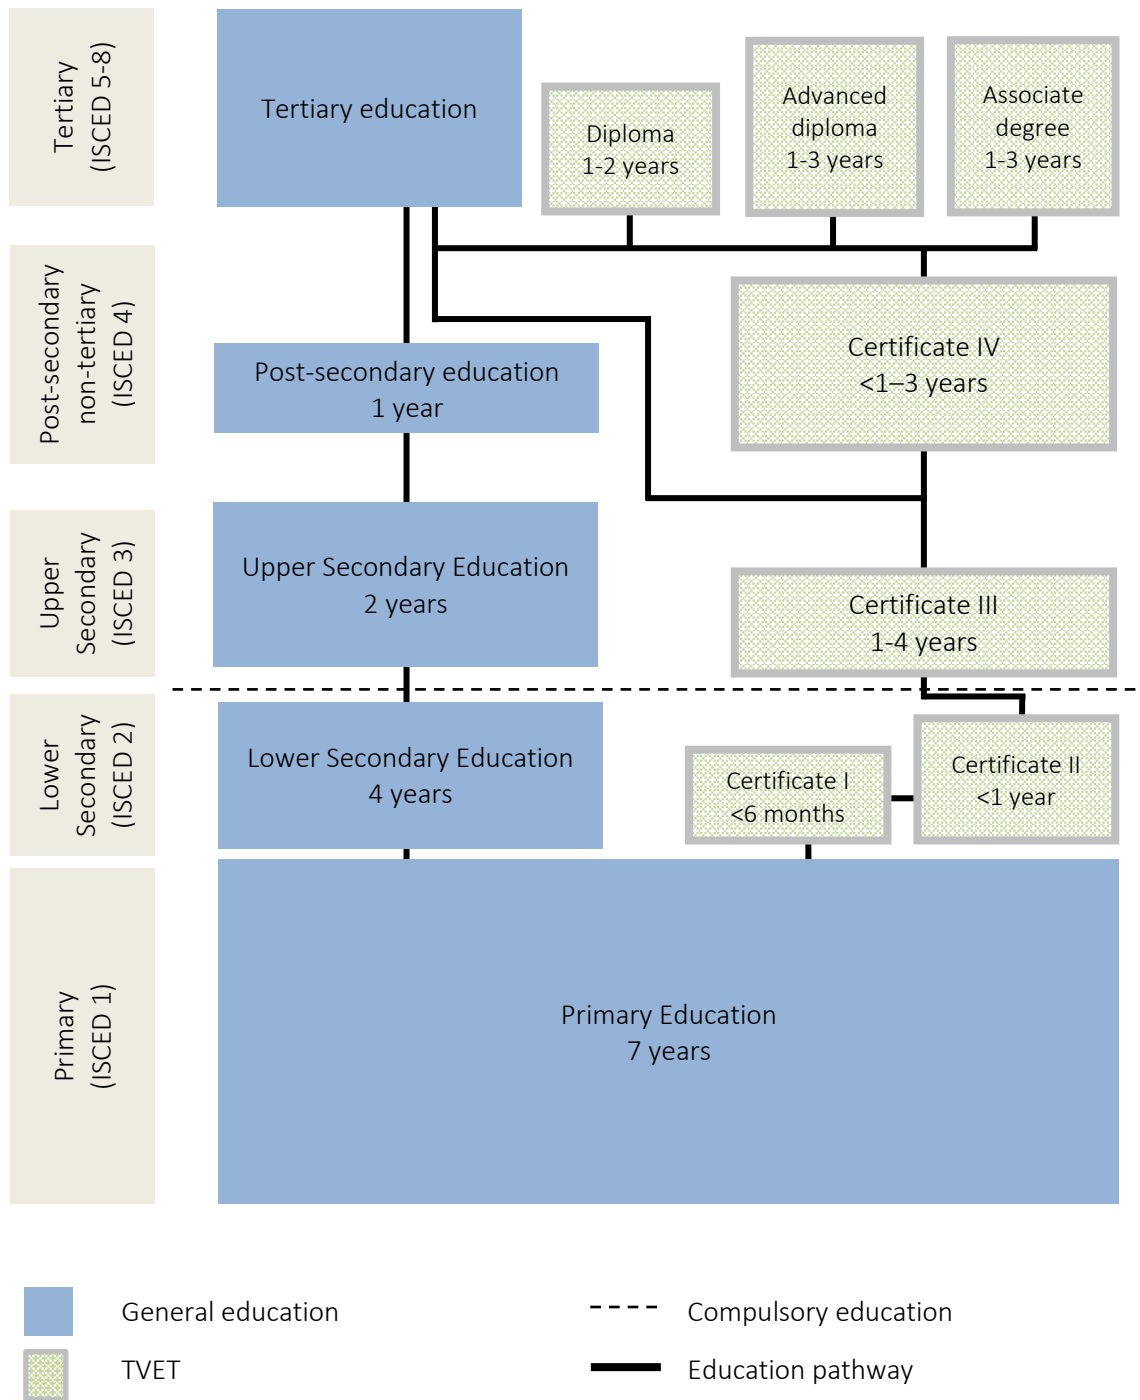 Tertiary
(ISCED 5-8)
Tertiary education
Diploma
1-2 years
Advanced
diploma
1-3 years
Associate
degree
1-3 years
Post-secondary
non-tertiary
(ISCED 4)
Post-secondary education
1 year
Certificate IV
<1–3 years
Upper
Secondary
(ISCED 3)
Upper Secondary Education
2 years
Certificate III
1-4 years
Lower
Secondary
(ISCED 2)
Lower Secondary Education
4 years
Certificate I
<6 months
Certificate II
<1 year
Primary
(ISCED 1)
Primary Education
7 years
General education
Compulsory education
TVET
Education pathway